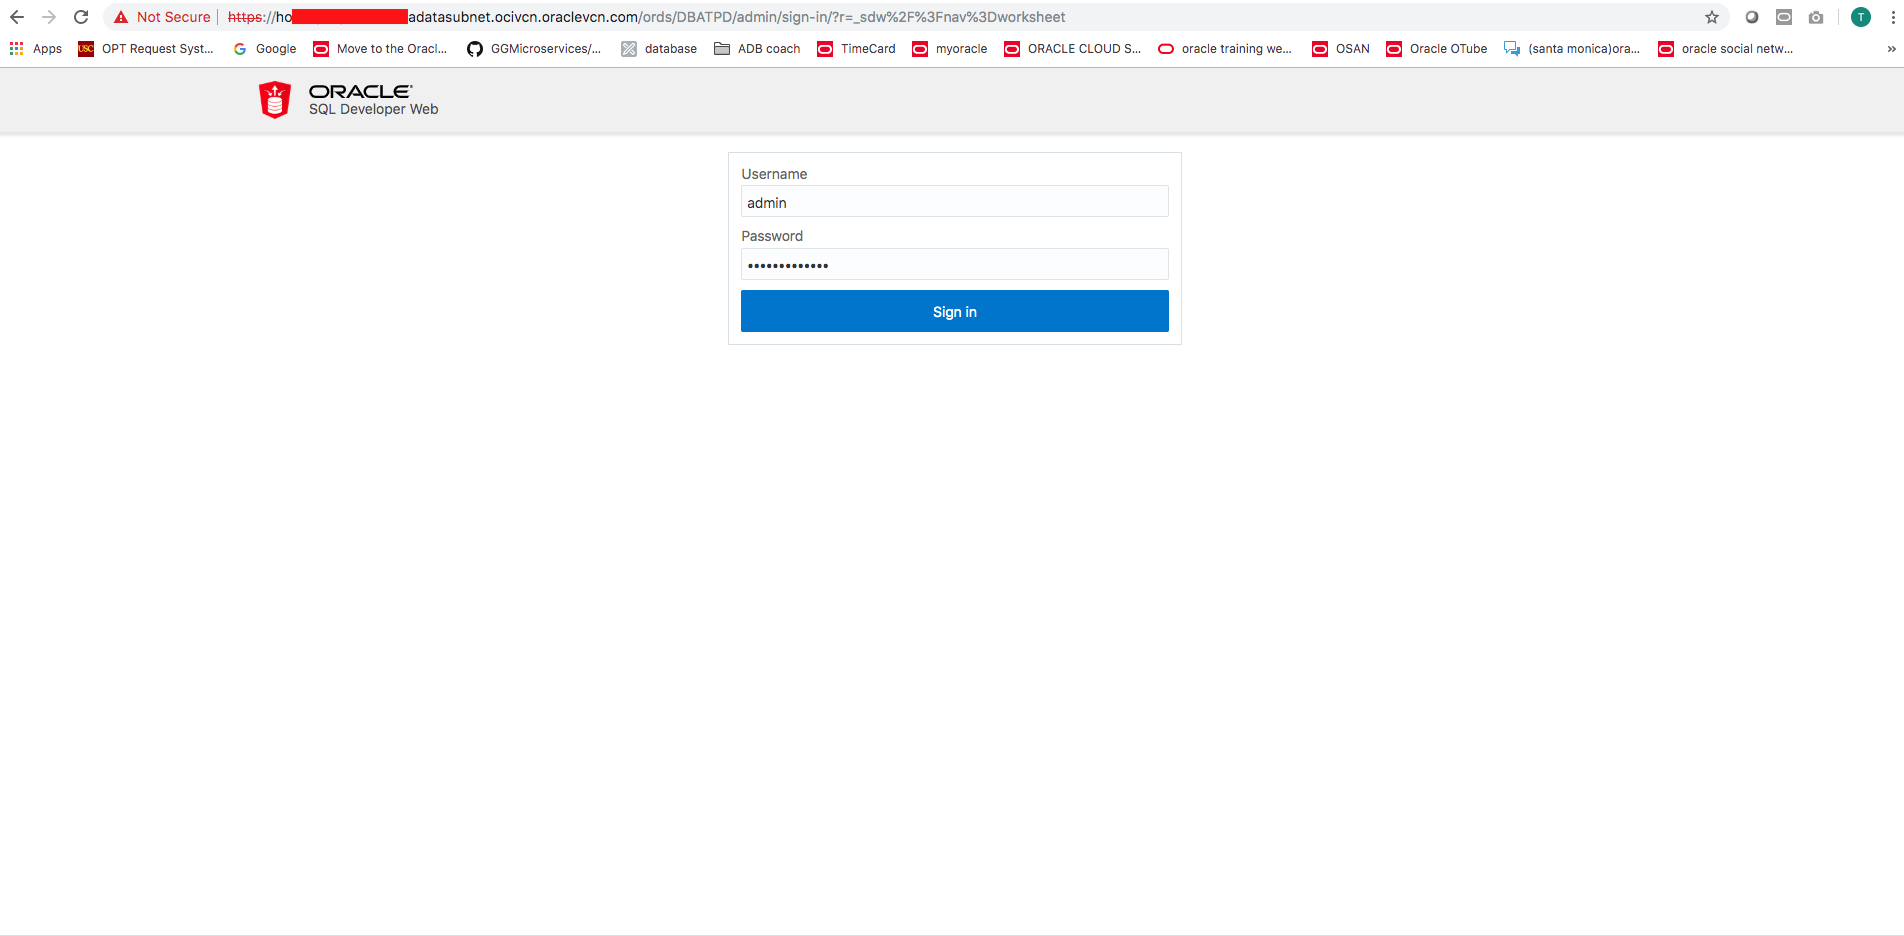 Not Secure | https://ho adatasubnet.ocivcn.oraclevcn.com/ords/DBATPD/admin/sign-in/?r=_sdw%2F%3Fnav%3Dworksheet T
Apps USC OPT Request Syst... G Google Move to the Oracl... GGMicroservices/... database ADB coach TimeCard myoracle ORACLE CLOUD S... oracle training we... OSAN Oracle OTube (santa monica)ora... oracle social netw... »
ORACLE®
SQL Developer Web
Username
admin
Password
•••••••••••••
Sign in